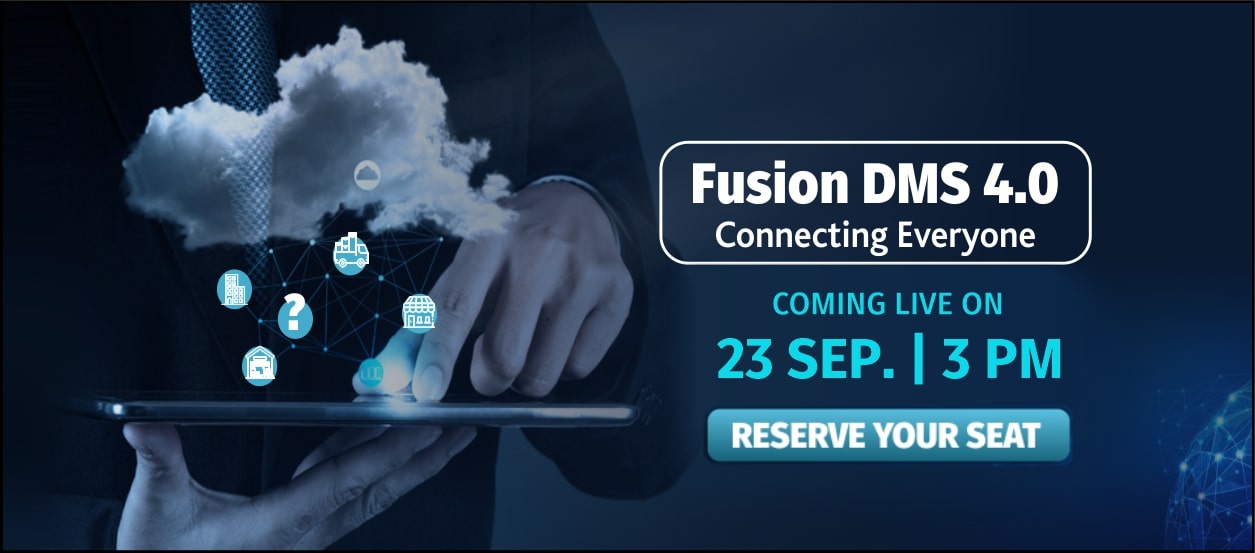 Fusion DMS 4.0
Connecting Everyone
COMING LIVE ON
23 SEP. | 3 PM
RESERVE YOUR SEAT
?